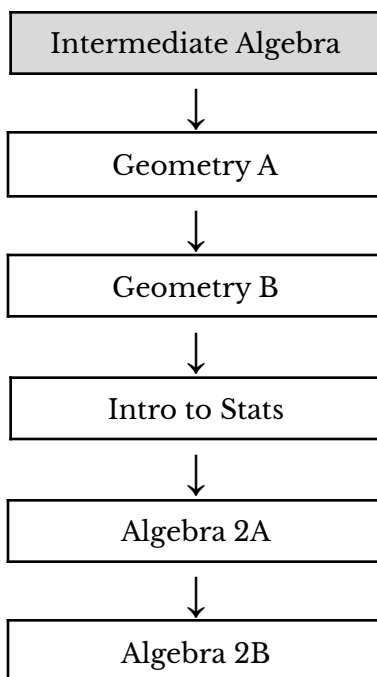 Intermediate Algebra
Geometry A
Geometry B
Intro to Stats
Algebra 2A
Algebra 2B